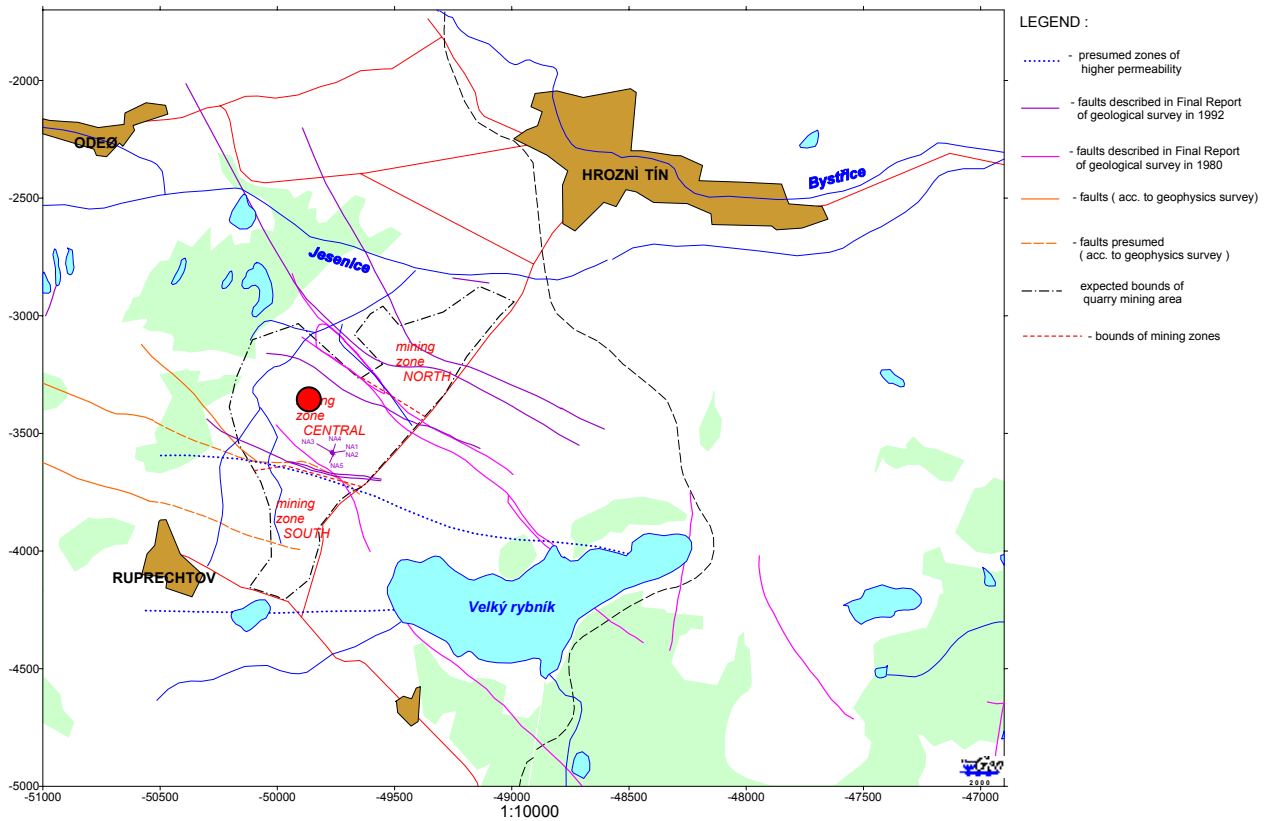 LEGEND :
- presumed zones of
higher permeability
- faults described in Final Report
of geological survey in 1992
- faults described in Final Report
of geological survey in 1980
- faults ( acc. to geophysics survey)
- faults presumed
( acc. to geophysics survey )
expected bounds of
quarry mining area
- bounds of mining zones
-2000
-2500
-3000
-3500
-4000
-4500
-5000
ODEØ
HROZNÌ TÍN
Bystřice
Jesenice
mining
zone
NORTH
ng
zone
CENTRAL
NA3
NA4
NA1
NA2
NA5
mining
zone
SOUTH
RUPRECHTOV
Velký rybník
2000
-51000
-50500
-50000
-49500
-49000
-48500
-48000
-47500
-47000
1:10000